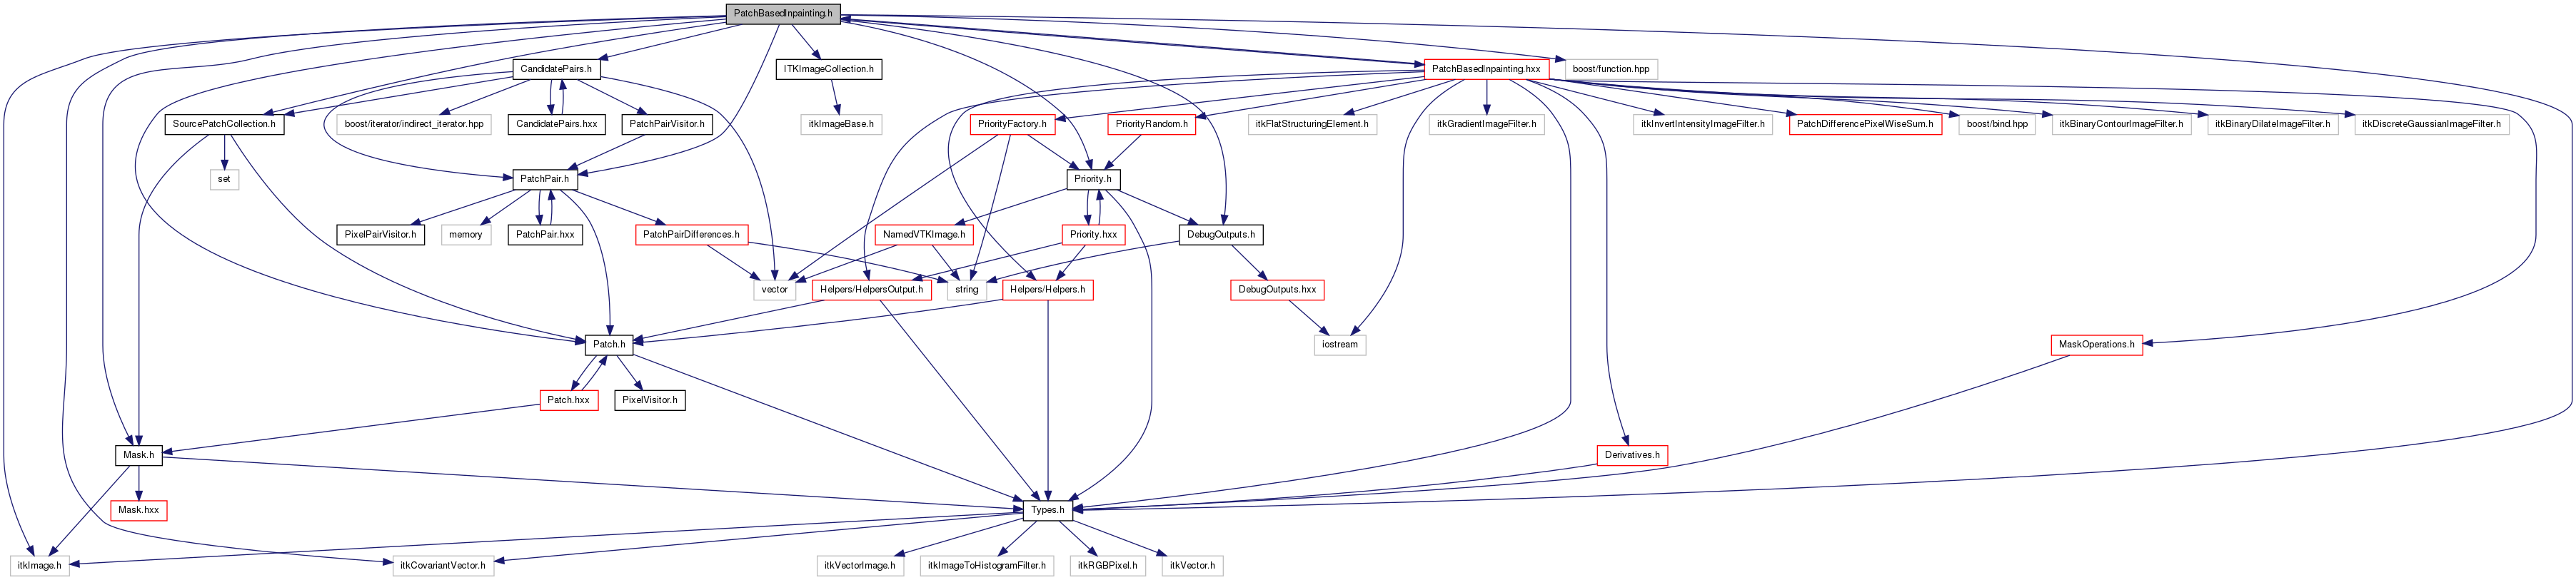 PatchBasedInpainting.h
CandidatePairs.h
ITKImageCollection.h
PatchBasedInpainting.hxx
boost/function.hpp
SourcePatchCollection.h
boost/iterator/indirect_iterator.hpp
CandidatePairs.hxx
PatchPairVisitor.h
itkImageBase.h
PriorityFactory.h
PriorityRandom.h
itkFlatStructuringElement.h
itkGradientImageFilter.h
itkInvertIntensityImageFilter.h
PatchDifferencePixelWiseSum.h
boost/bind.hpp
itkBinaryContourImageFilter.h
itkBinaryDilateImageFilter.h
itkDiscreteGaussianImageFilter.h
set
PatchPair.h
Priority.h
PixelPairVisitor.h
memory
PatchPair.hxx
PatchPairDifferences.h
NamedVTKImage.h
Priority.hxx
DebugOutputs.h
vector
Helpers/HelpersOutput.h
string
Helpers/Helpers.h
DebugOutputs.hxx
Patch.h
iostream
MaskOperations.h
Patch.hxx
PixelVisitor.h
Mask.h
Derivatives.h
Mask.hxx
Types.h
itkImage.h
itkCovariantVector.h
itkVectorImage.h
itkImageToHistogramFilter.h
itkRGBPixel.h
itkVector.h